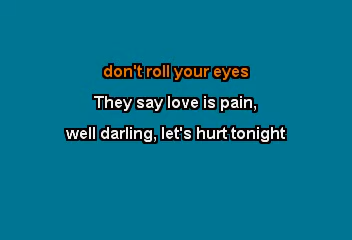 don't roll your eyes
They say love is pain,
well darling, let's hurt tonight